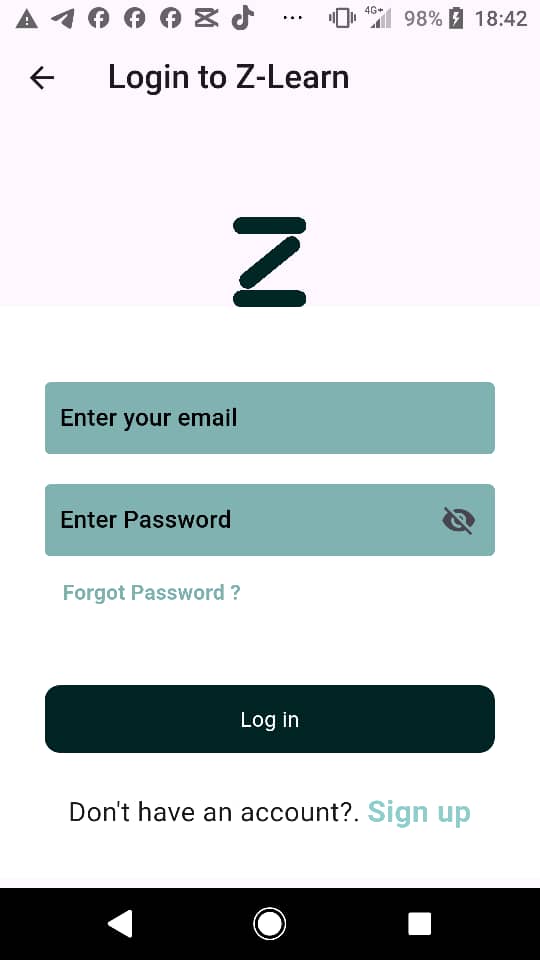 4G+ 98% 18:42
Login to Z-Learn
Z
Enter your email
Enter Password
Forgot Password ?
Log in
Don't have an account?. Sign up